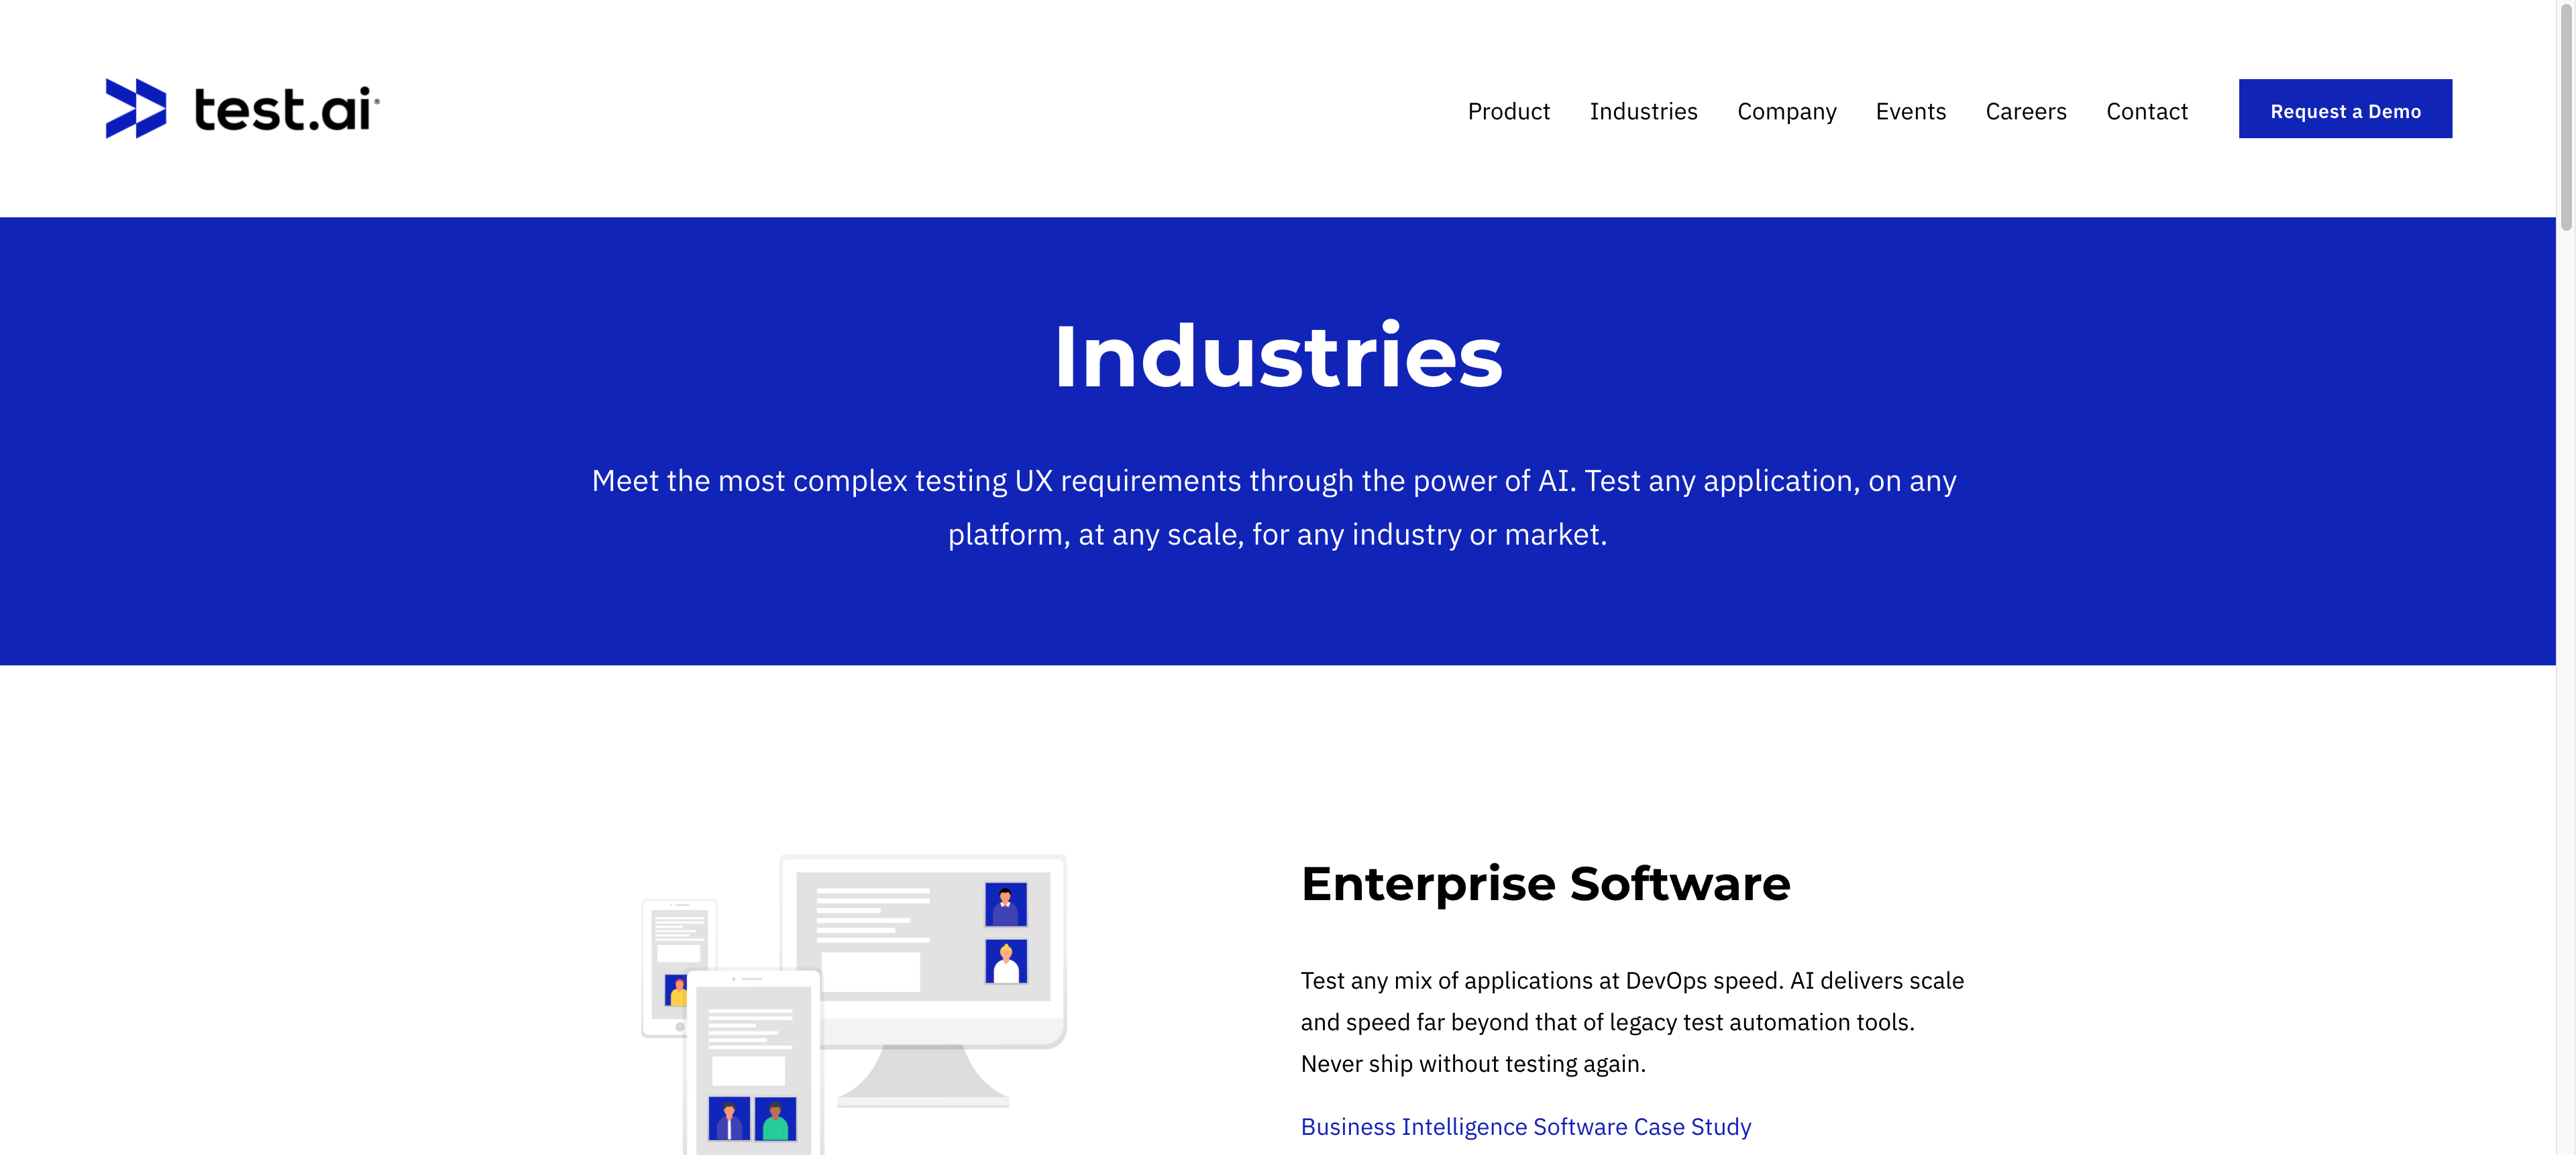 test.ai
Product Industries Company Events Careers Contact Request a Demo
Industries
Meet the most complex testing UX requirements through the power of AI. Test any application, on any
platform, at any scale, for any industry or market.
Enterprise Software
Test any mix of applications at DevOps speed. AI delivers scale
and speed far beyond that of legacy test automation tools.
Never ship without testing again.
Business Intelligence Software Case Study